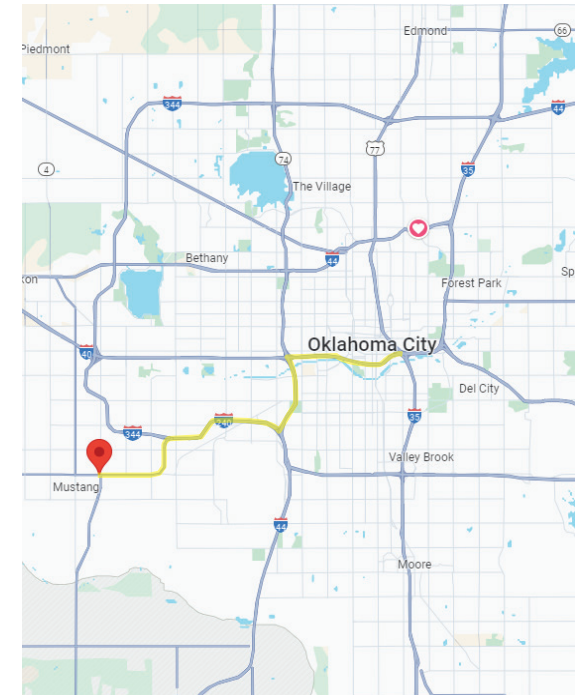 Edmond
66
Piedmont
344
44
77
74
35
4
The Village
Bethany
44
kon
Forest Park
Sp
Oklahoma City
40
Del City
35
240
344
Valley Brook
Mustang
44
Moore